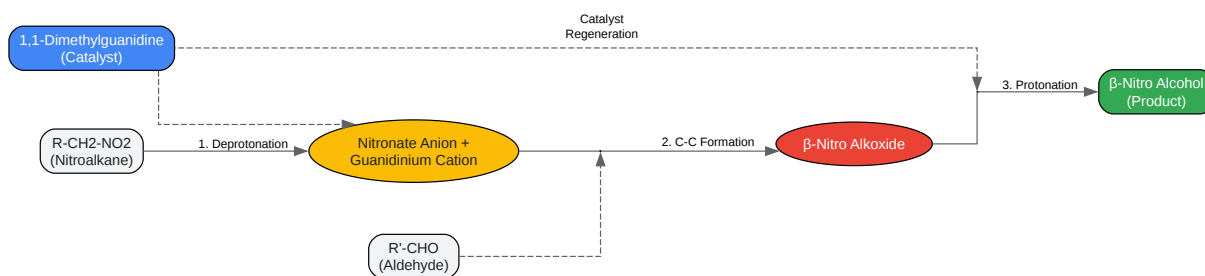 Catalyst
Regeneration
1,1-Dimethylguanidine
(Catalyst)
3. Protonation
β-Nitro Alcohol
(Product)
R-CH2-NO2
(Nitroalkane)
1. Deprotonation
Nitronate Anion +
Guanidinium Cation
2. C-C Formation
β-Nitro Alkoxide
R'-CHO
(Aldehyde)